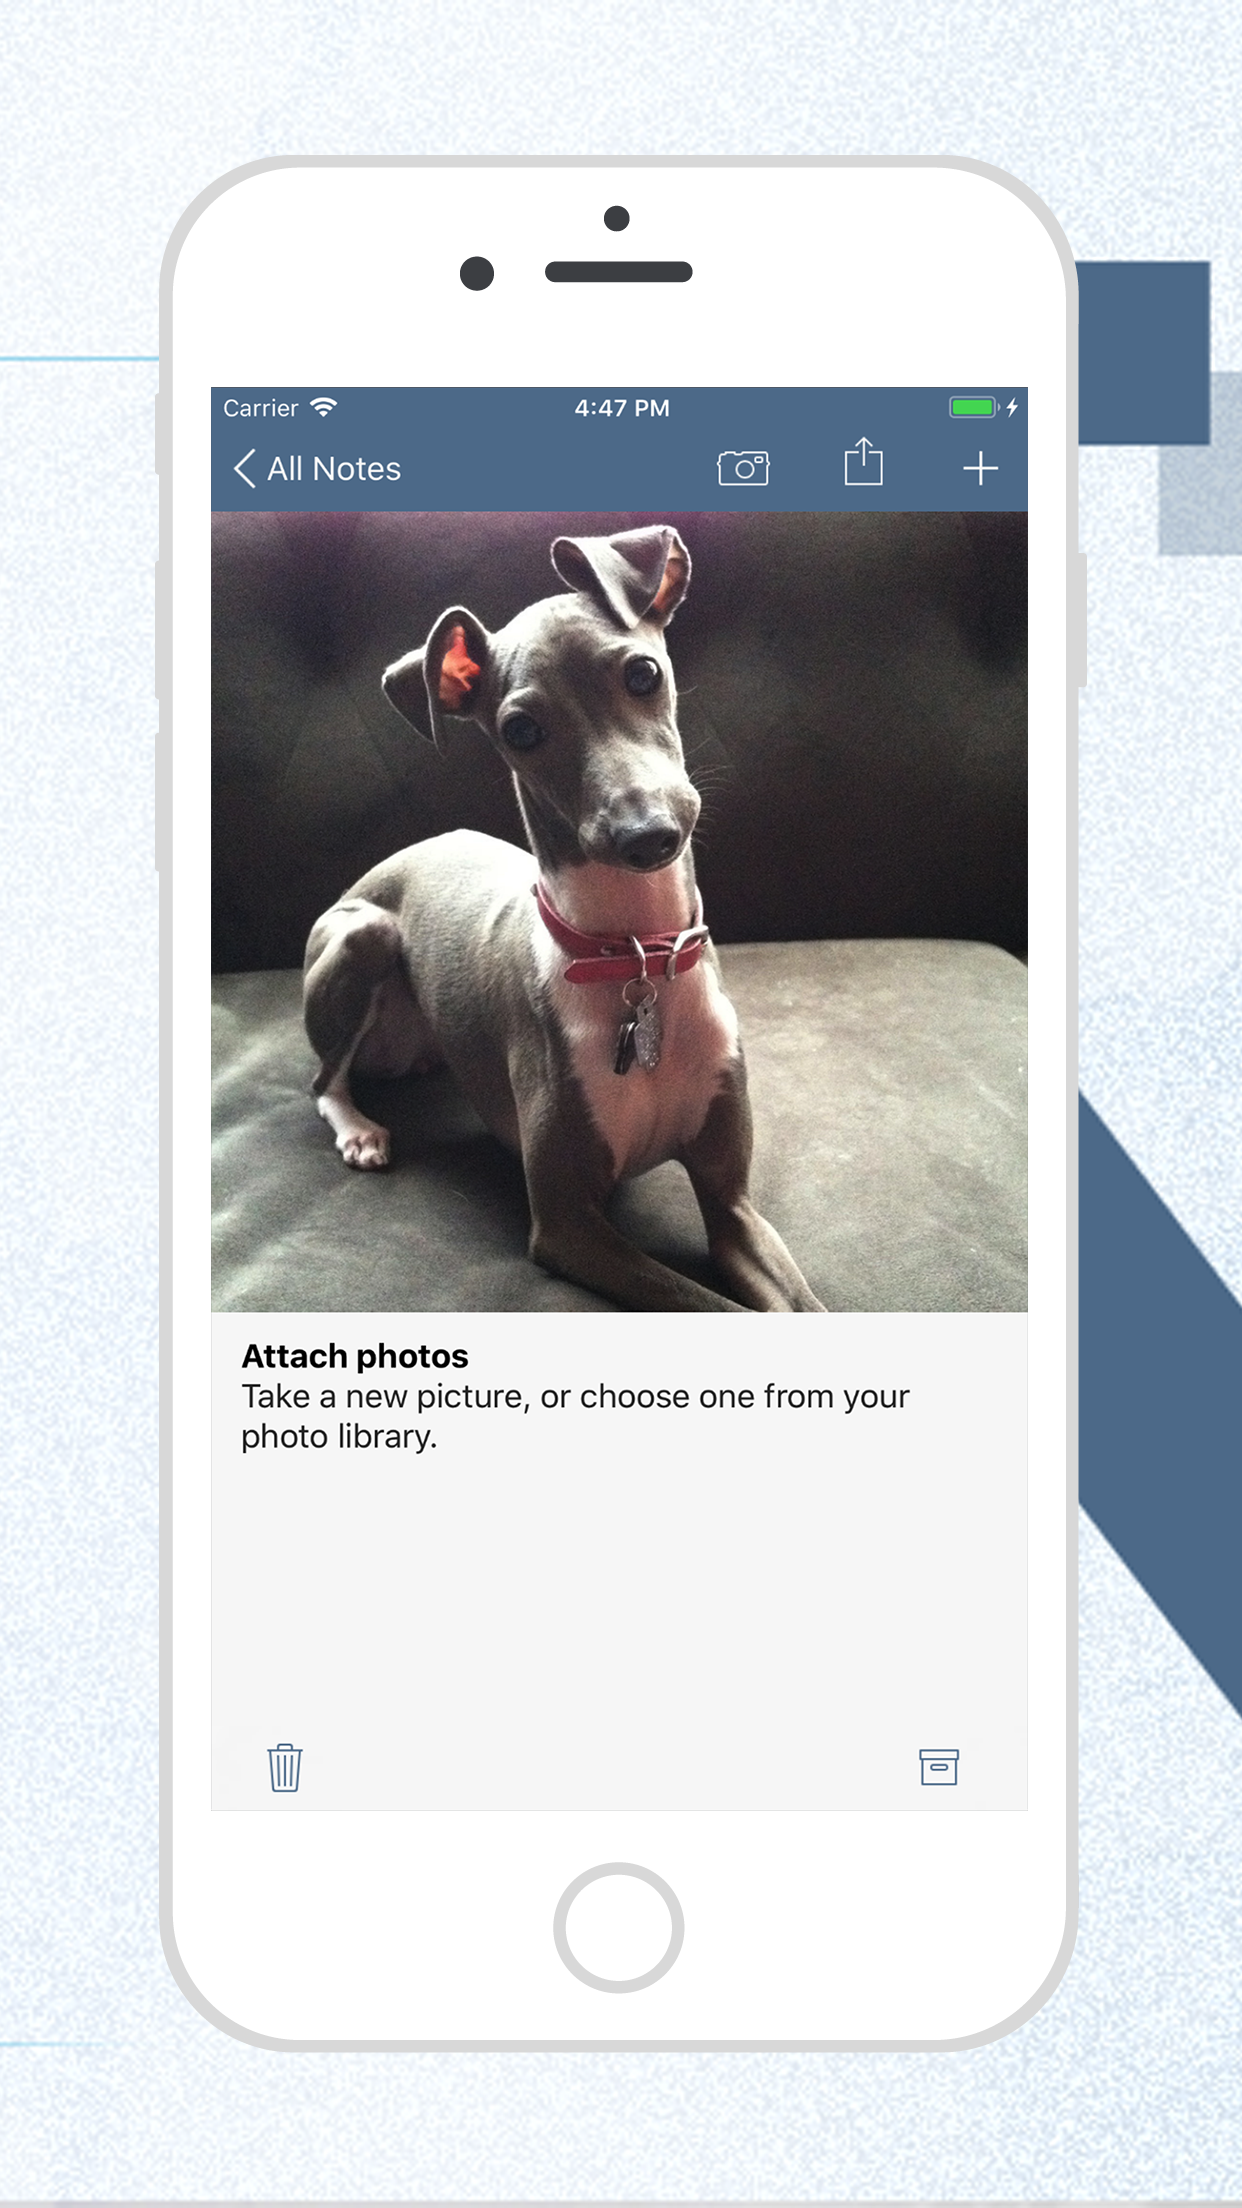 Carrier
4:47 PM
All Notes
Attach photos
Take a new picture, or choose one from your
photo library.